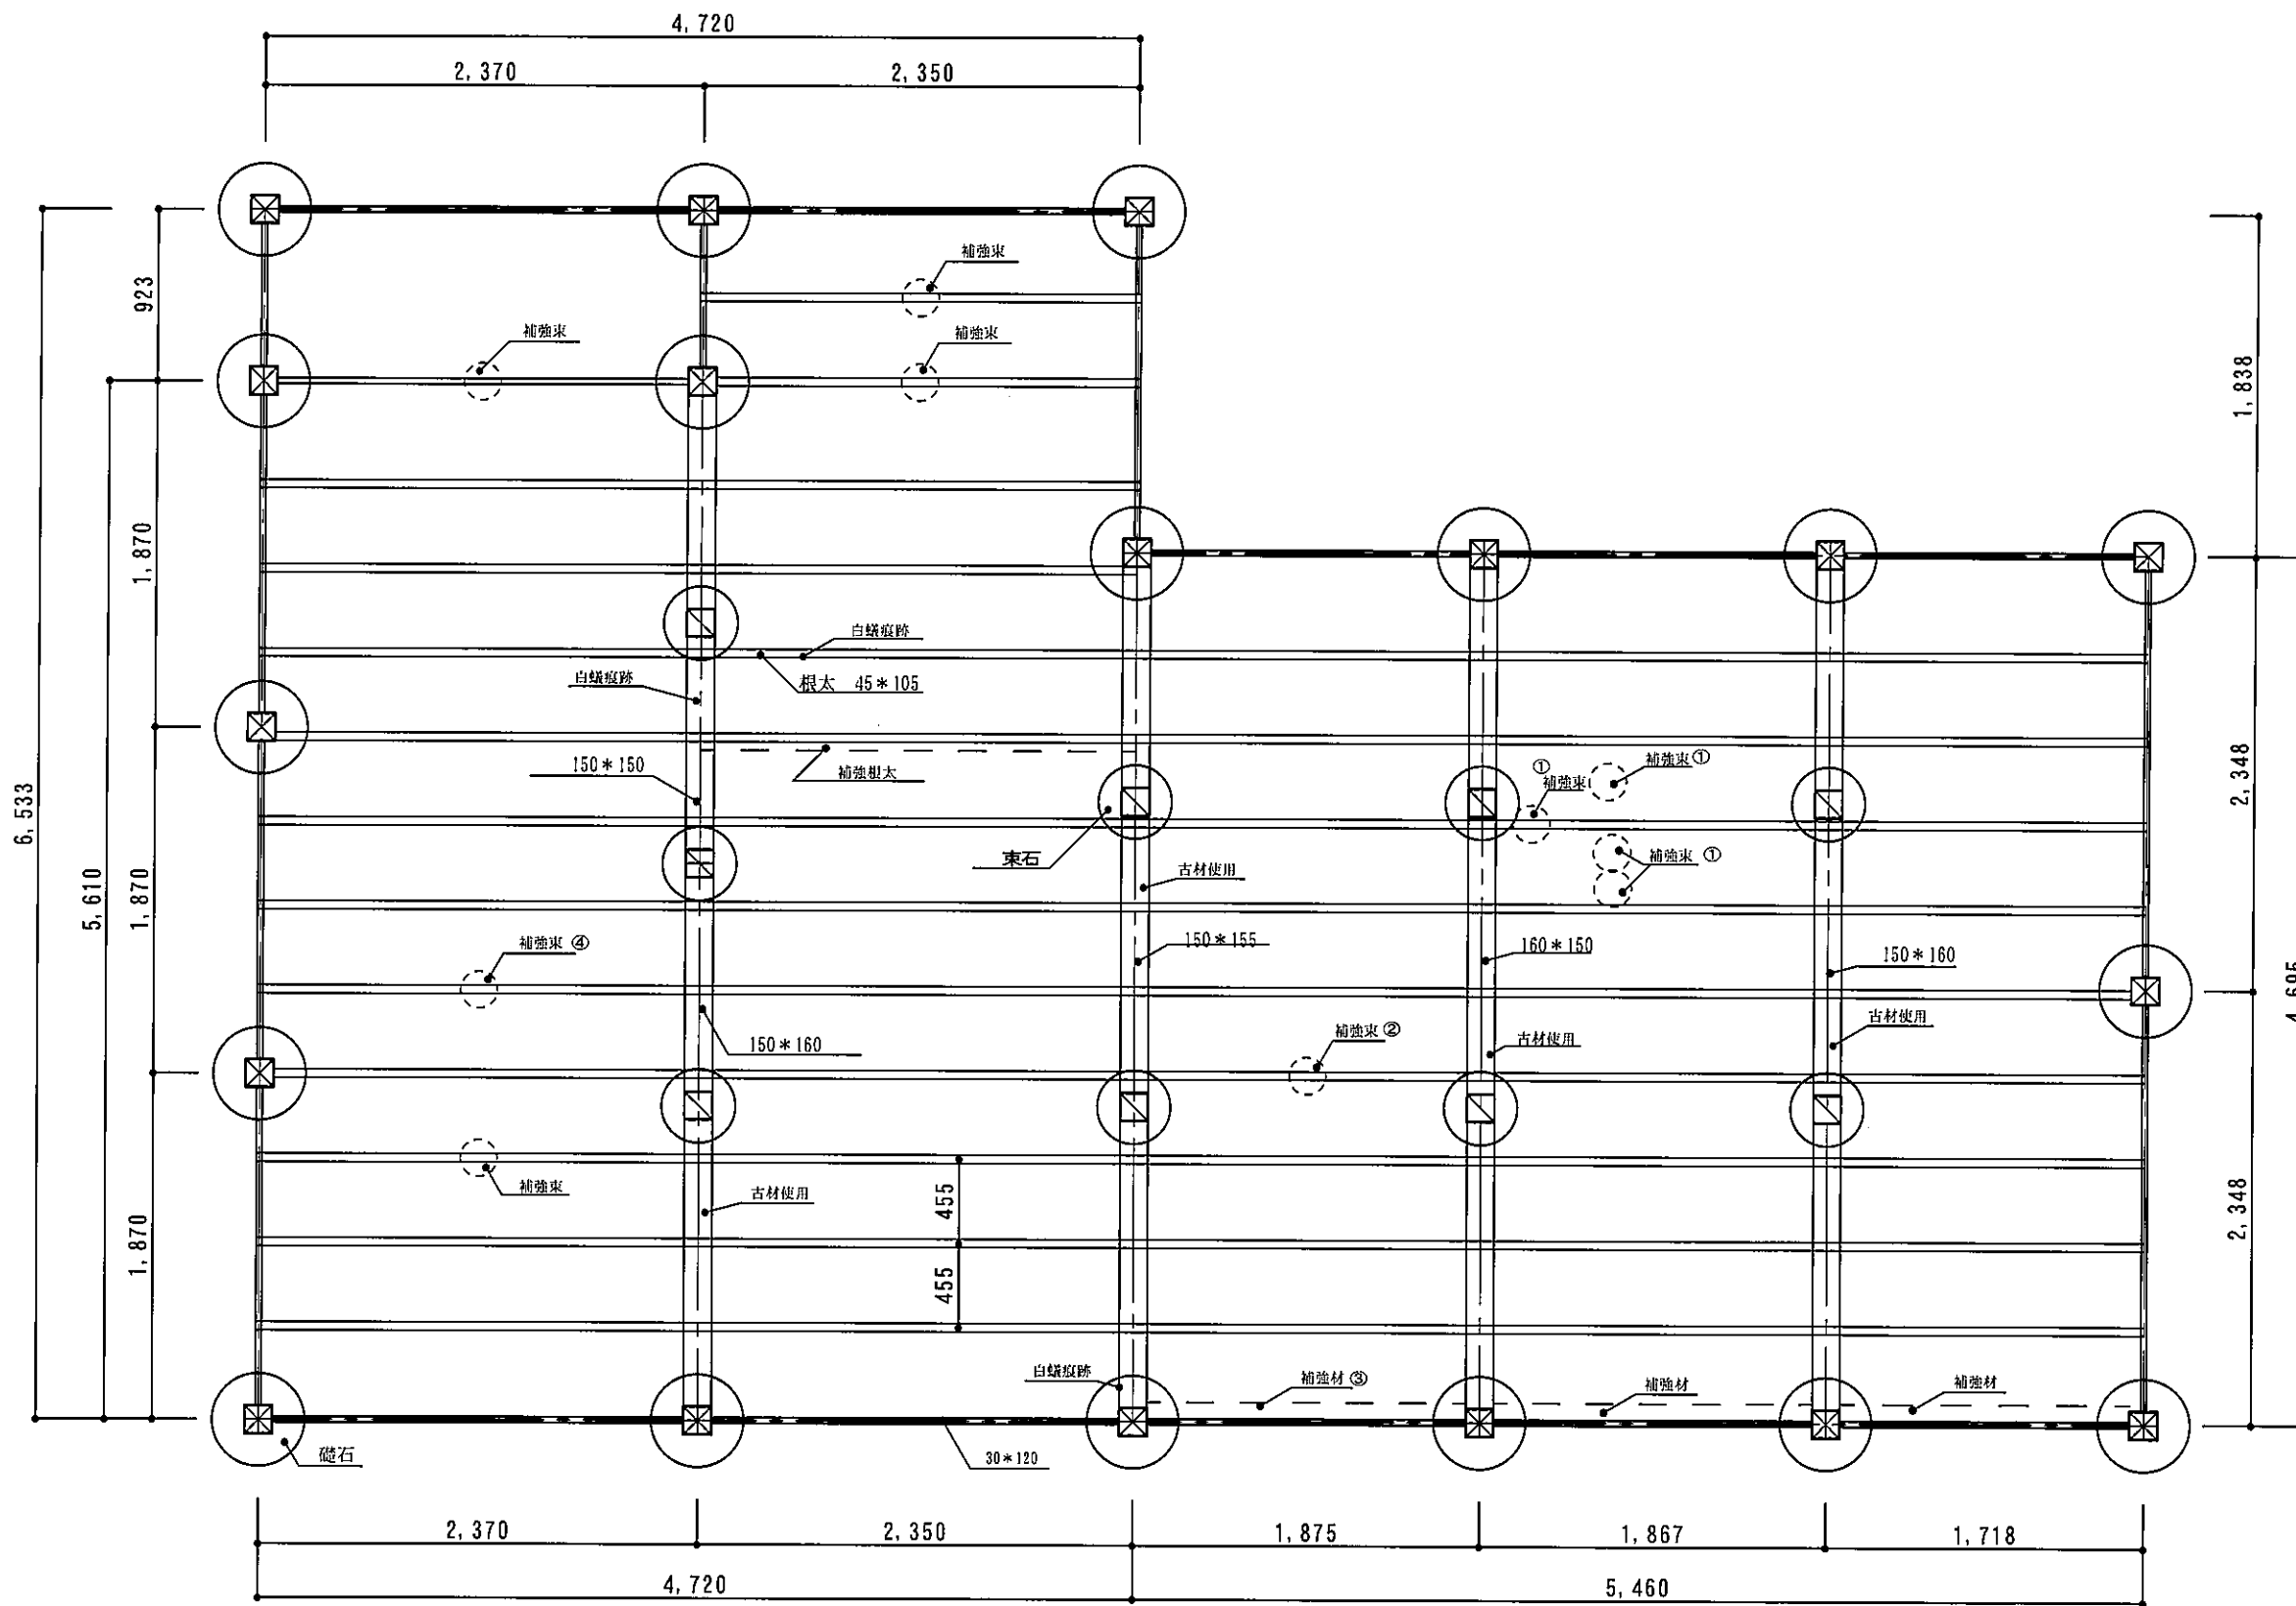 4,720
2,370
2,350
補強束
補強束
補強束
923
1,838
1,870
白蟻痕跡
白蟻痕跡
根太 45*105
150*150
補強根太
①
補強束
補強束①
2,348
6,533
束石
補強束 ①
古材使用
5,610
1,870
補強束 ④
150*155
160*150
150*160
4,695
150*160
補強束②
古材使用
古材使用
補強束
古材使用
455
1,870
2,348
455
白蟻痕跡
補強材③
補強材
補強材
礎石
30*120
2,370
2,350
1,875
1,867
1,718
4,720
5,460